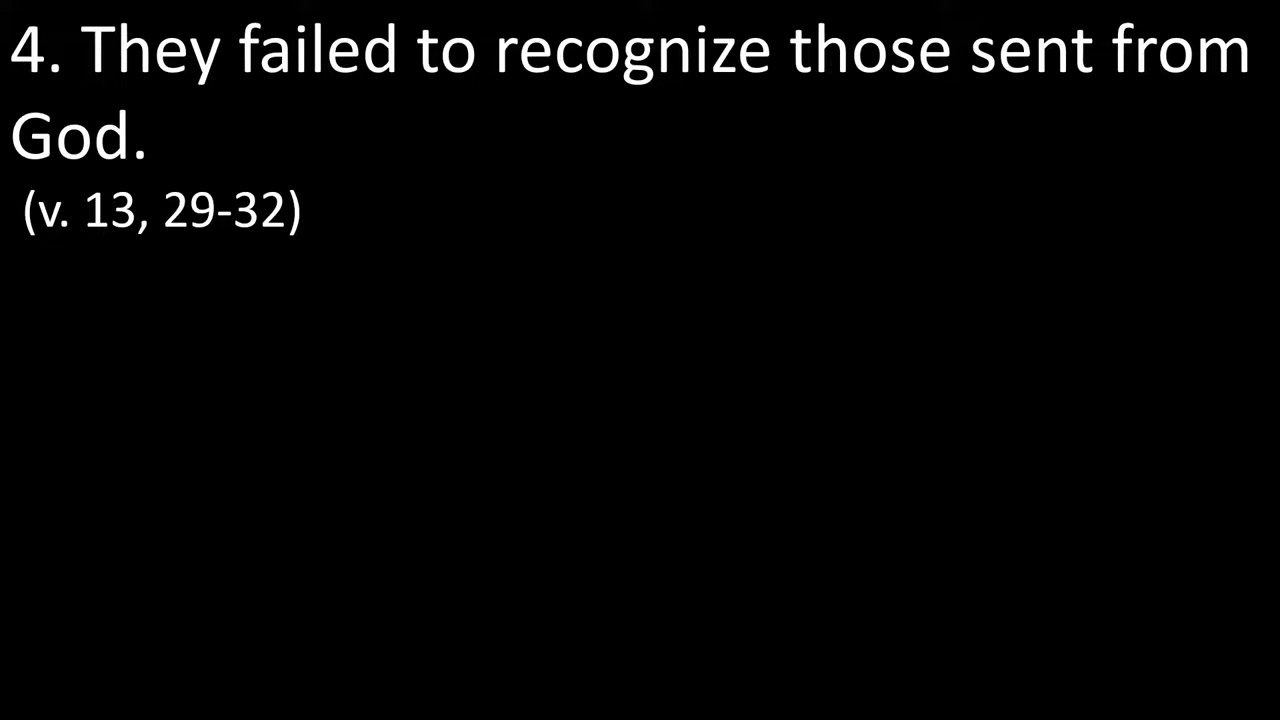 4. They failed to recognize those sent from
God.
(v. 13, 29-32)